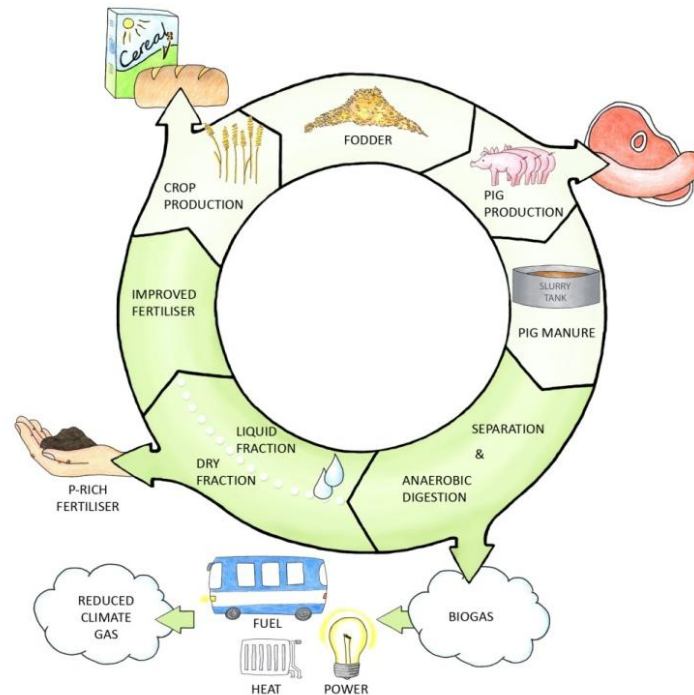 Cereal
FODDER
CROP
PRODUCTION
PIG
PRODUCTION
SLURRY
TANK
PIG MANURE
IMPROVED
FERTILISER
SEPARATION
&
ANAEROBIC
DIGESTION
LIQUID
FRACTION
DRY
FRACTION
P-RICH
FERTILISER
BIOGAS
FUEL
HEAT
POWER
REDUCED
CLIMATE
GAS